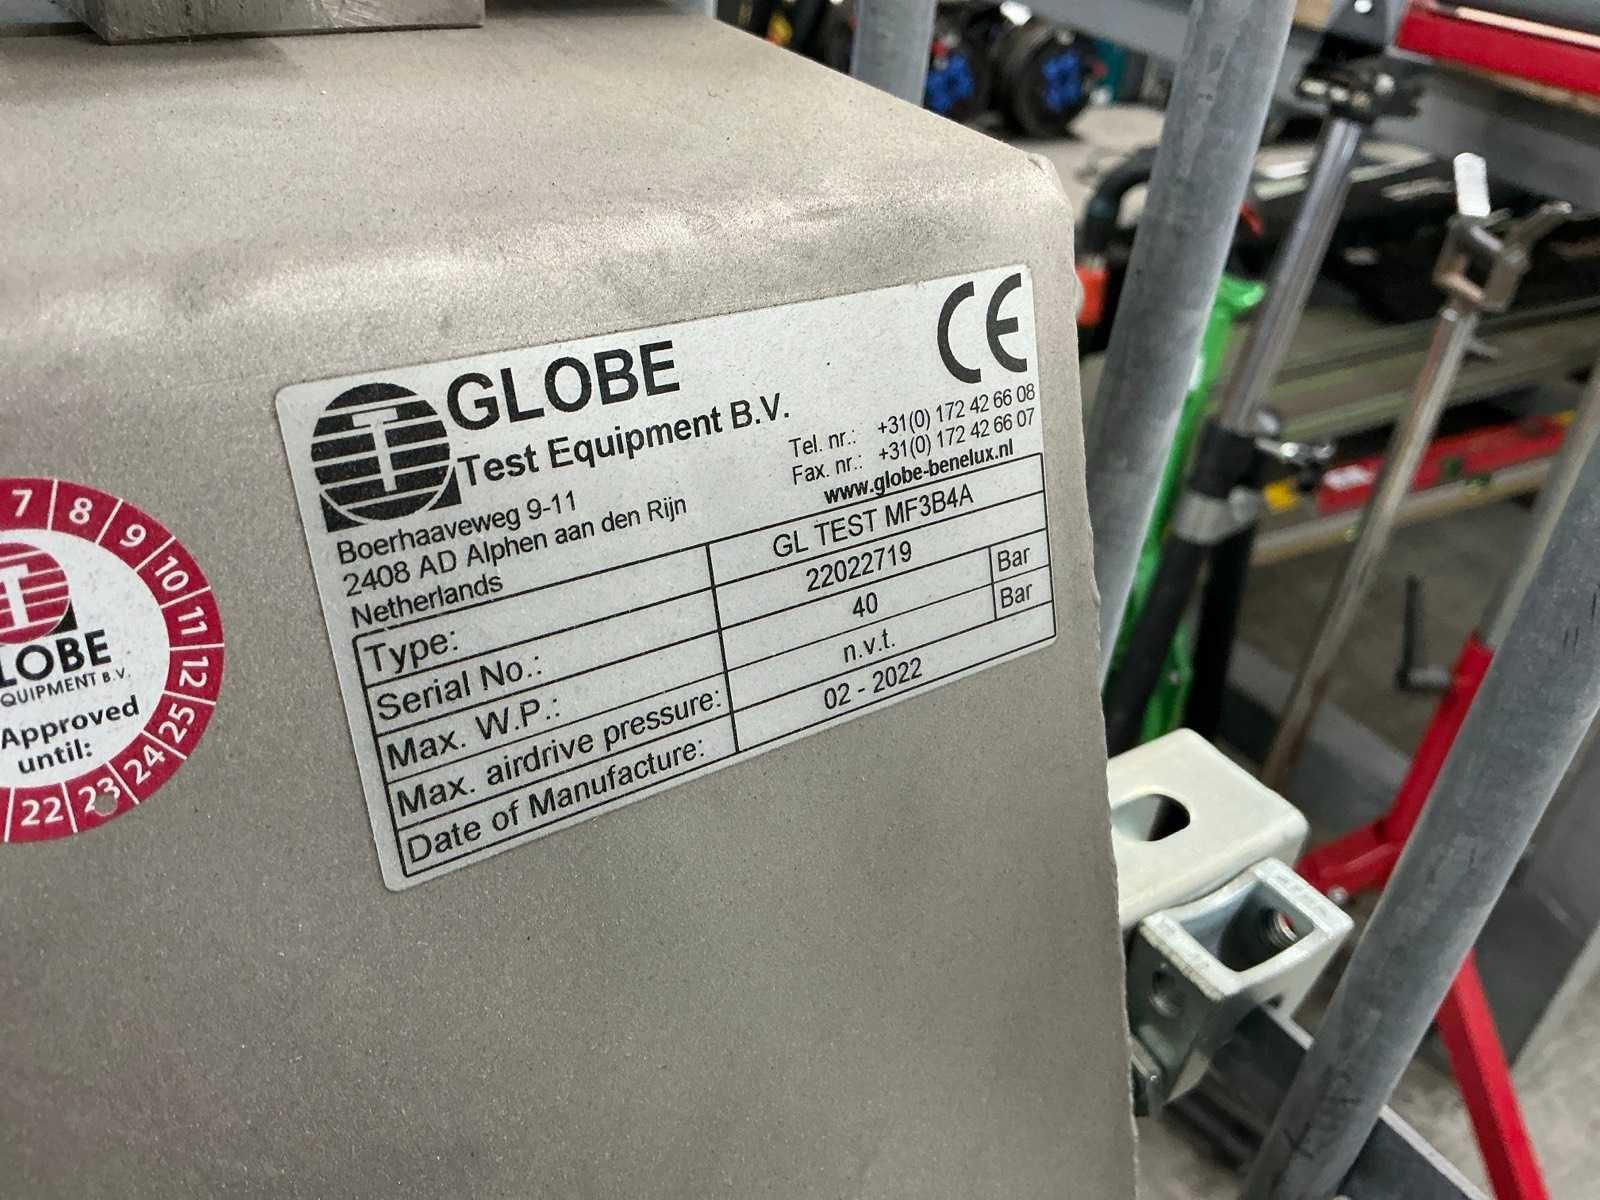 GLOBE
Test Equipment B.V.
Boerhaaveweg 9-11
2408 AD Alphen aan den Rijn
Netherlands
CE
Tel. nr.: +31(0) 172 42 66 08
Fax. nr.: +31(0) 172 42 66 07
www.globe-benelux.nl
Type: GL TEST MF3B4A
Serial No.: 22022719
Max. W.P.: 40 Bar
Max. airdrive pressure: n.v.t. Bar
Date of Manufacture: 02 - 2022
7 8 9 10 11 12
LOBE
QUIPMENT B.V.
Approved
until:
22 23 24 25